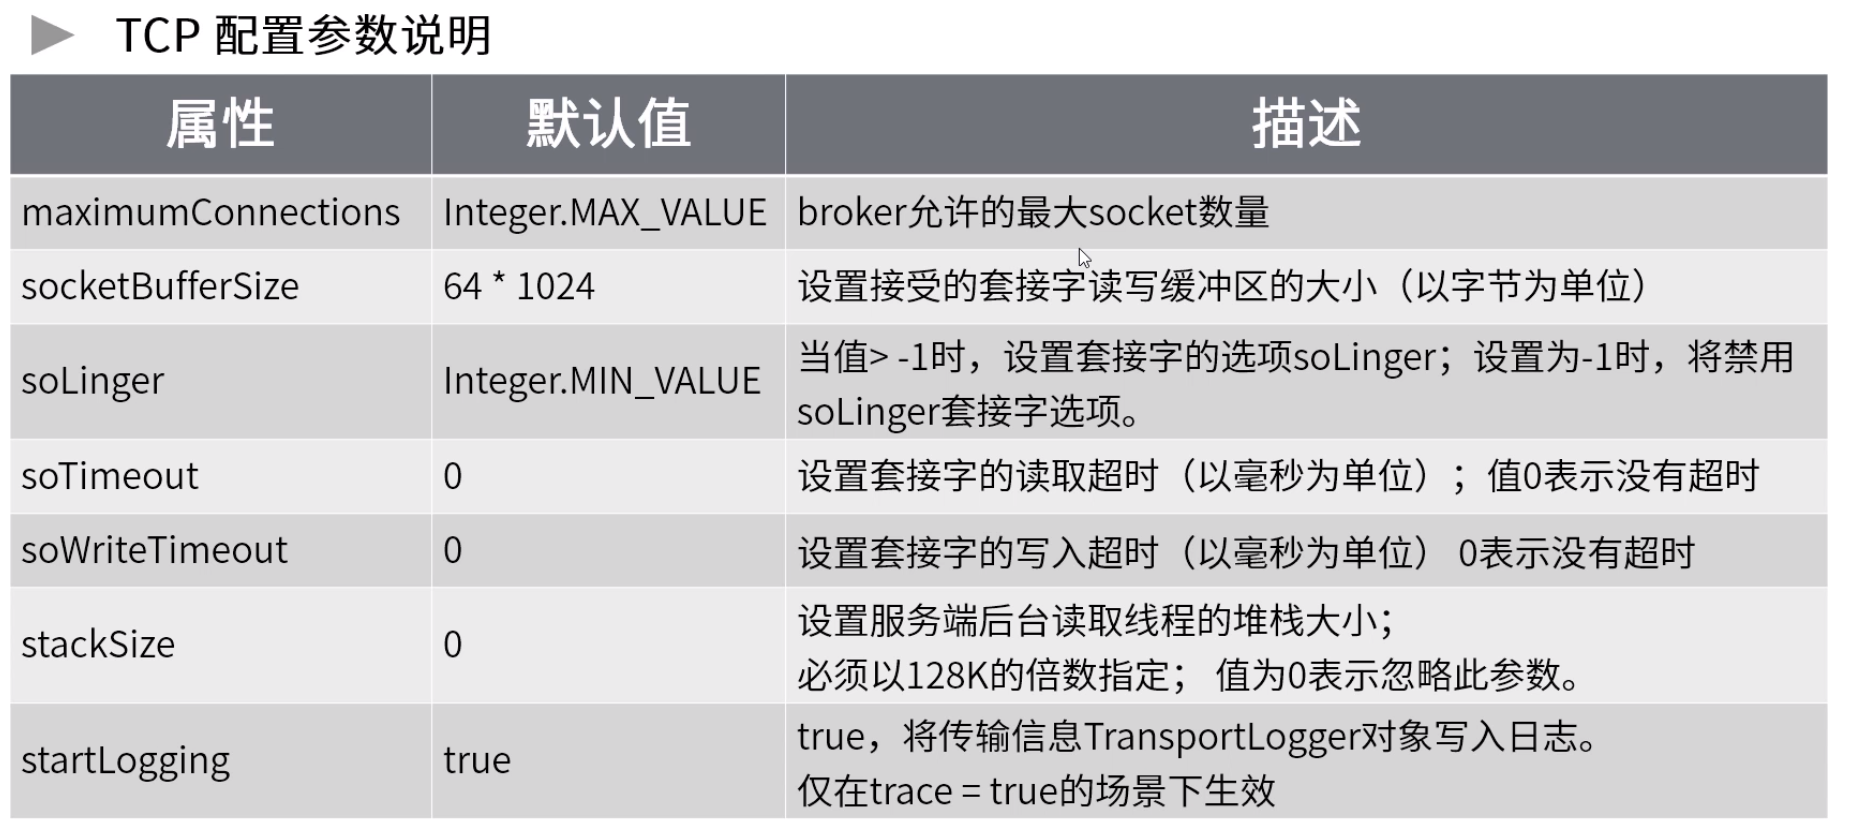 TCP 配置参数说明
属性 默认值 描述
maximumConnections Integer.MAX_VALUE broker允许的最大socket数量
socketBufferSize 64 * 1024 设置接受的套接字读写缓冲区的大小（以字节为单位）
soLinger Integer.MIN_VALUE 当值> -1时，设置套接字的选项soLinger；设置为-1时，将禁用
soLinger套接字选项。
soTimeout 0 设置套接字的读取超时（以毫秒为单位）；值0表示没有超时
soWriteTimeout 0 设置套接字的写入超时（以毫秒为单位） 0表示没有超时
stackSize 0 设置服务端后台读取线程的堆栈大小；
必须以128K的倍数指定； 值为0表示忽略此参数。
startLogging true true，将传输信息TransportLogger对象写入日志。
仅在trace = true的场景下生效